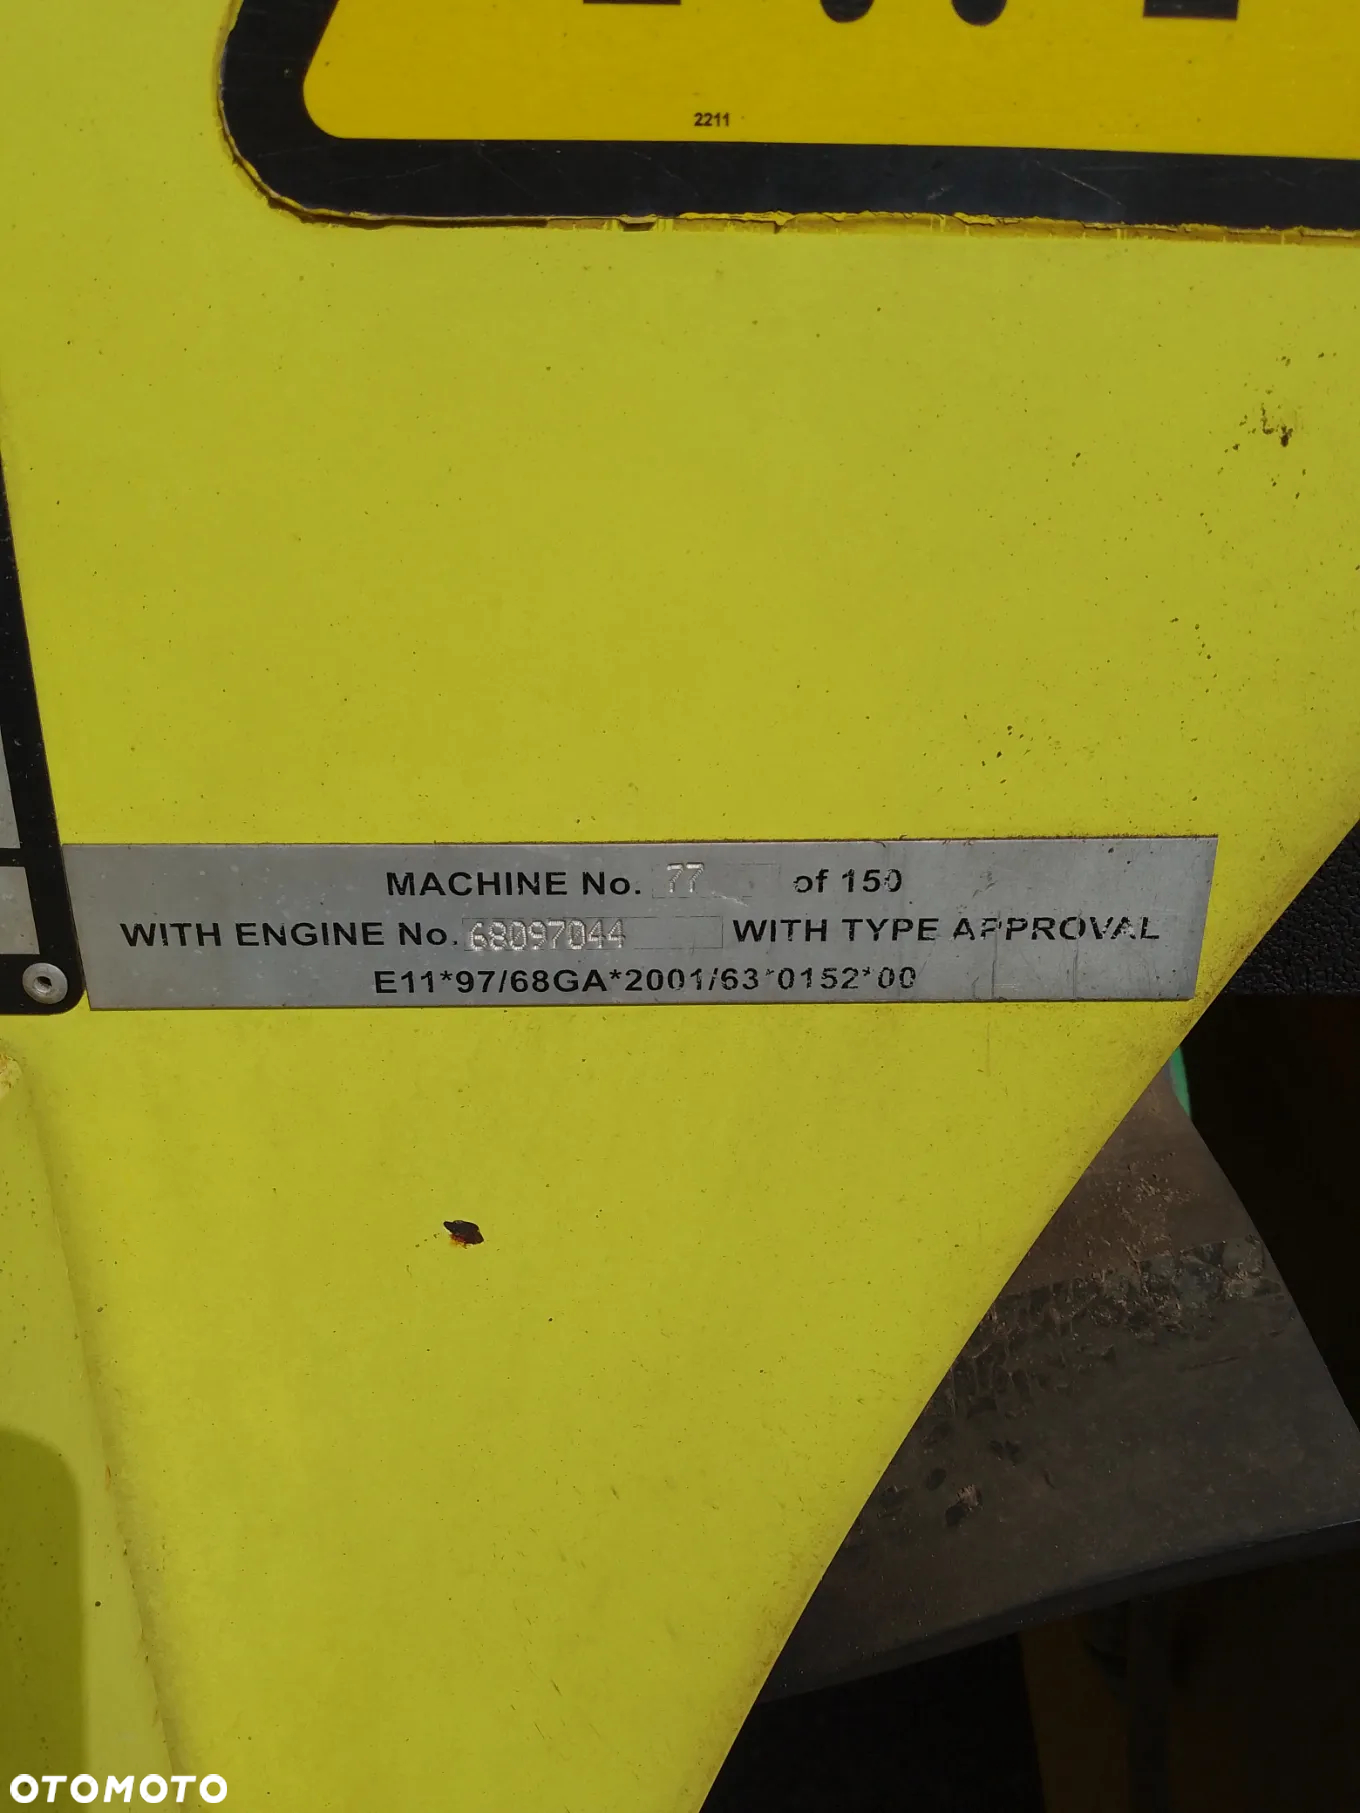 2211
MACHINE No. 77 of 150
WITH ENGINE No. 68097044 WITH TYPE APPROVAL
E11*97/68GA*2001/63*0152*00
OTOMOTO